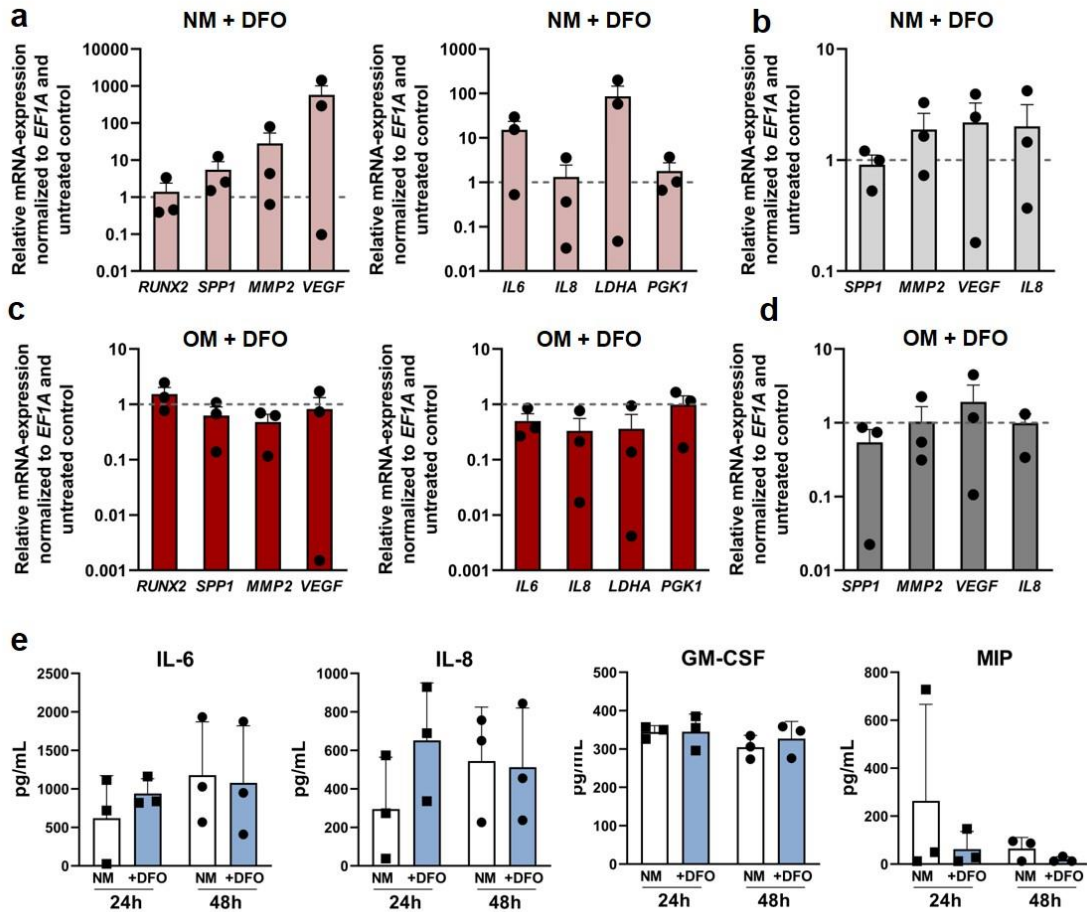 a
NM + DFO
Relative mRNA-expression
normalized to EF1A and
untreated control
10000
1000
100
10
1
0.1
0.01
RUNX2 SPP1 MMP2 VEGF
Relative mRNA-expression
normalized to EF1A and
untreated control
1000
100
10
1
0.1
0.01
IL6 IL8 LDHA PGK1
b
NM + DFO
Relative mRNA-expression
normalized to EF1A and
untreated control
10
1
0.1
SPP1 MMP2 VEGF IL8
c
OM + DFO
Relative mRNA-expression
normalized to EF1A and
untreated control
10
1
0.1
0.01
0.001
RUNX2 SPP1 MMP2 VEGF
OM + DFO
Relative mRNA-expression
normalized to EF1A and
untreated control
10
1
0.1
0.01
0.001
IL6 IL8 LDHA PGK1
d
OM + DFO
Relative mRNA-expression
normalized to EF1A and
untreated control
10
1
0.1
0.01
SPP1 MMP2 VEGF IL8
e
IL-6
pg/mL
2500
2000
1500
1000
500
0
NM +DFO NM +DFO
24h 48h
IL-8
pg/mL
1000
800
600
400
200
0
NM +DFO NM +DFO
24h 48h
GM-CSF
pg/mL
500
400
300
200
100
0
NM +DFO NM +DFO
24h 48h
MIP
pg/mL
800
600
400
200
0
NM +DFO NM +DFO
24h 48h